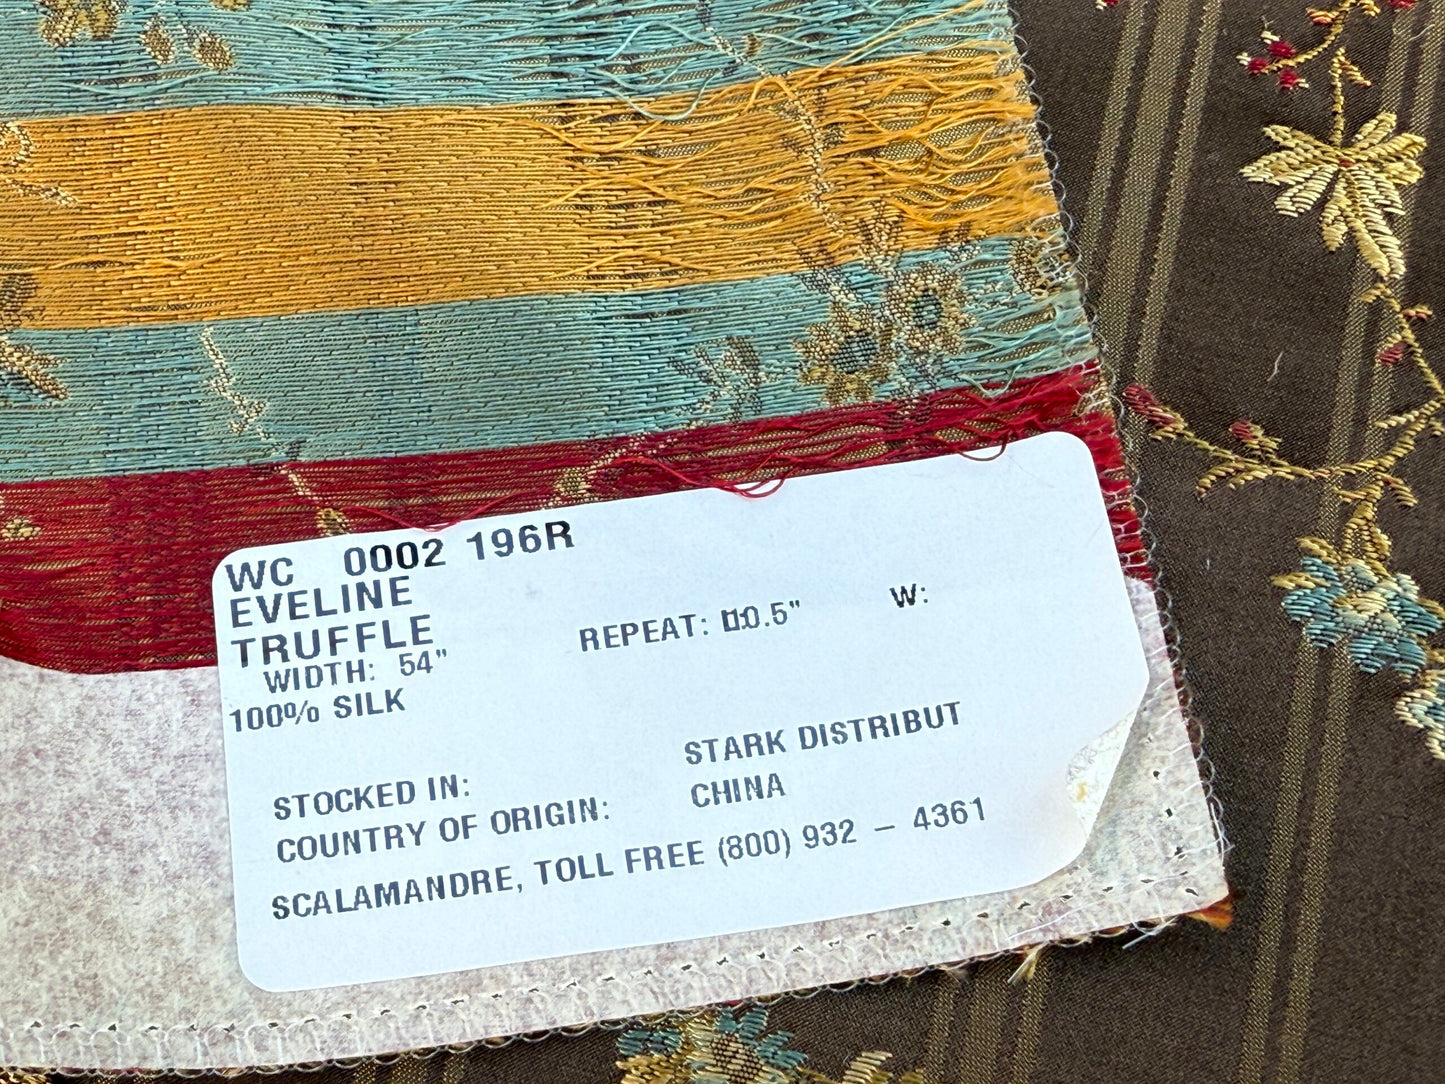 WC 0002 196R
EVELINE
TRUFFLE
WIDTH: 54" REPEAT: 0.5" W:
100% SILK
STOCKED IN: STARK DISTRIBUT
COUNTRY OF ORIGIN: CHINA
SCALAMANDRE, TOLL FREE (800) 932 – 4361